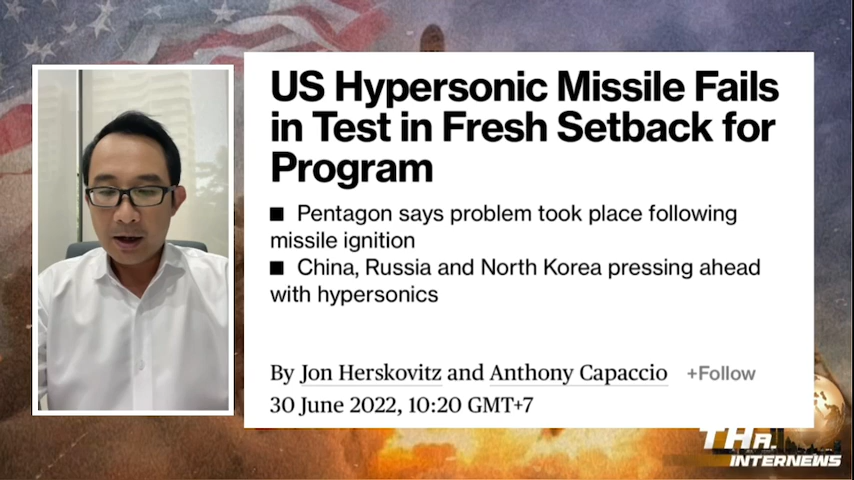 US Hypersonic Missile Fails
in Test in Fresh Setback for
Program
■ Pentagon says problem took place following
missile ignition
■ China, Russia and North Korea pressing ahead
with hypersonics
By Jon Herskovitz and Anthony Capaccio +Follow
30 June 2022, 10:20 GMT+7
THR.
INTERNEWS